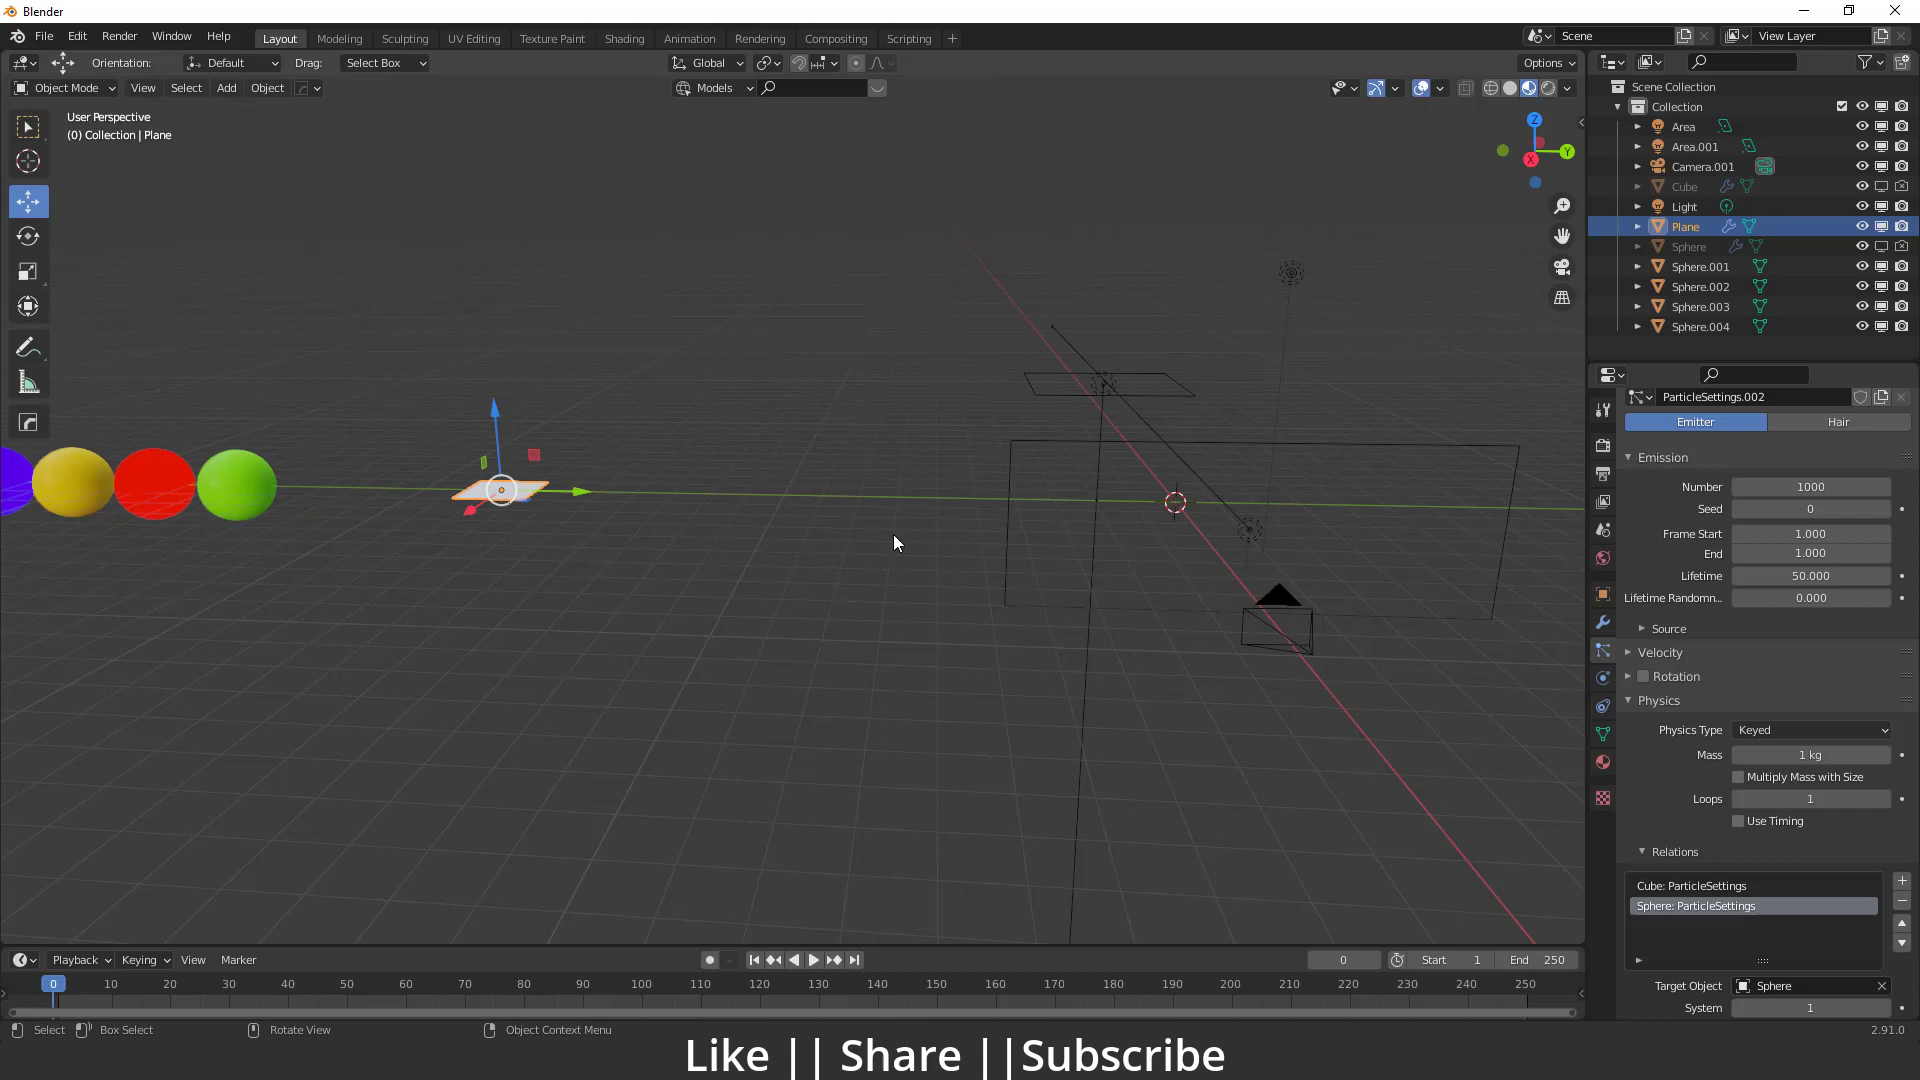 Blender
File Edit Render Window Help
Layout Modeling Sculpting UV Editing Texture Paint Shading Animation Rendering Compositing Scripting +
Scene
View Layer
Orientation: Default Drag: Select Box
Global
Options
Object Mode View Select Add Object
Models
User Perspective
(0) Collection | Plane
Z
Y
X
Scene Collection
Collection
Area
Area.001
Camera.001
Cube
Light
Plane
Sphere
Sphere.001
Sphere.002
Sphere.003
Sphere.004
ParticleSettings.002
Emitter Hair
Emission
Number 1000
Seed 0
Frame Start 1.000
End 1.000
Lifetime 50.000
Lifetime Randomn... 0.000
Source
Velocity
Rotation
Physics
Physics Type Keyed
Mass 1 kg
Multiply Mass with Size
Loops 1
Use Timing
Relations
Cube: ParticleSettings
Sphere: ParticleSettings
Target Object Sphere
System 1
Playback Keying View Marker
0 Start 1 End 250
0 10 20 30 40 50 60 70 80 90 100 110 120 130 140 150 160 170 180 190 200 210 220 230 240 250
Select Box Select Rotate View Object Context Menu
2.91.0
Like || Share ||Subscribe